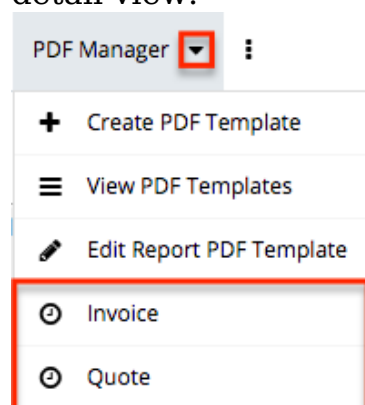 detail view.
PDF Manager
Create PDF Template
View PDF Templates
Edit Report PDF Template
Invoice
Quote